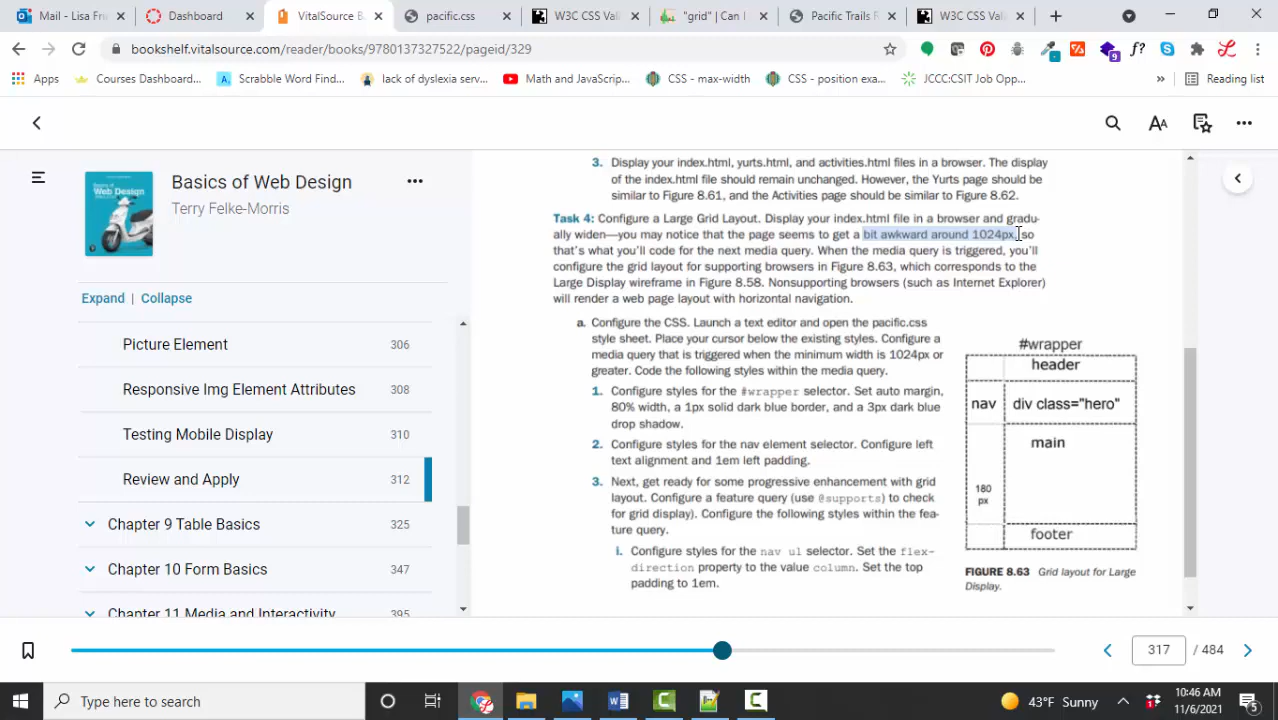 Mail - Lisa Fri
Dashboard
VitalSource B
pacific.css
W3C CSS Vali
"grid" | Can I
Pacific Trails R
W3C CSS Vali
bookshelf.vitalsource.com/reader/books/9780137327522/pageid/329
f?
9
Apps
Courses Dashboard...
Scrabble Word Find...
lack of dyslexia serv...
Math and JavaScrip...
CSS - max-width
CSS - position exa...
JCCC:CSIT Job Opp...
»
Reading list
AA
Basics of Web Design
Terry Felke-Morris
Expand | Collapse
Picture Element 306
Responsive Img Element Attributes 308
Testing Mobile Display 310
Review and Apply 312
Chapter 9 Table Basics 325
Chapter 10 Form Basics 347
Chapter 11 Media and Interactivity 395
3. Display your index.html, yurts.html, and activities.html files in a browser. The display
of the index.html file should remain unchanged. However, the Yurts page should be
similar to Figure 8.61, and the Activities page should be similar to Figure 8.62.
Task 4: Configure a Large Grid Layout. Display your index.html file in a browser and gradu-
ally widen—you may notice that the page seems to get a bit awkward around 1024px, so
that's what you'll code for the next media query. When the media query is triggered, you'll
configure the grid layout for supporting browsers in Figure 8.63, which corresponds to the
Large Display wireframe in Figure 8.58. Nonsupporting browsers (such as Internet Explorer)
will render a web page layout with horizontal navigation.
a. Configure the CSS. Launch a text editor and open the pacific.css
style sheet. Place your cursor below the existing styles. Configure a
media query that is triggered when the minimum width is 1024px or
greater. Code the following styles within the media query.
1. Configure styles for the #wrapper selector. Set auto margin,
80% width, a 1px solid dark blue border, and a 3px dark blue
drop shadow.
2. Configure styles for the nav element selector. Configure left
text alignment and 1em left padding.
3. Next, get ready for some progressive enhancement with grid
layout. Configure a feature query (use @supports) to check
for grid display). Configure the following styles within the fea-
ture query.
i. Configure styles for the nav ul selector. Set the flex-
direction property to the value column. Set the top
padding to 1em.
#wrapper
header
nav div class="hero"
main
180
px
footer
FIGURE 8.63 Grid layout for Large
Display.
317 / 484
Type here to search
43°F Sunny
10:46 AM
11/6/2021
5